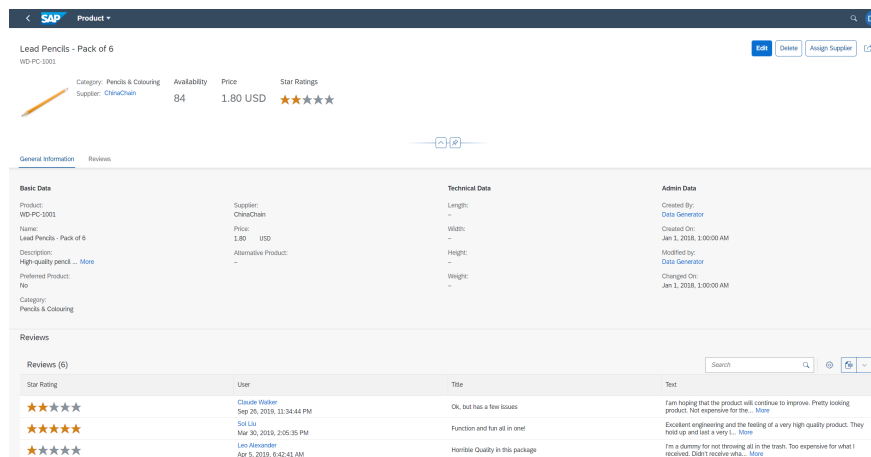 SAP Product
Lead Pencils - Pack of 6
WD-PC-1001
Edit Delete Assign Supplier
Category: Pencils & Colouring
Supplier: ChinaChain
Availability
84
Price
1.80 USD
Star Ratings
General Information Reviews
Basic Data
Product:
WD-PC-1001
Name:
Lead Pencils - Pack of 6
Description:
High-quality pencil ... More
Preferred Product:
No
Category:
Pencils & Colouring
Supplier:
ChinaChain
Price:
1.80 USD
Alternative Product:
–
Technical Data
Length:
–
Width:
–
Height:
–
Weight:
–
Admin Data
Created By:
Data Generator
Created On:
Jan 1, 2018, 1:00:00 AM
Modified by:
Data Generator
Changed On:
Jan 1, 2018, 1:00:00 AM
Reviews
Reviews (6)
Search
Star Rating User Title Text
Claude Walker
Sep 26, 2019, 11:34:44 PM
Ok, but has a few issues
I'am hoping that the product will continue to improve. Pretty looking
product. Not expensive for the... More
Sol Liu
Mar 30, 2019, 2:05:35 PM
Function and fun all in one!
Excellent engineering and the feeling of a very high quality product. They
hold up and last a very l... More
Leo Alexander
Apr 5, 2019, 6:42:41 AM
Horrible Quality in this package
I'm a dummy for not throwing all in the trash. Too expensive for what I
received. Didn't receive wha... More